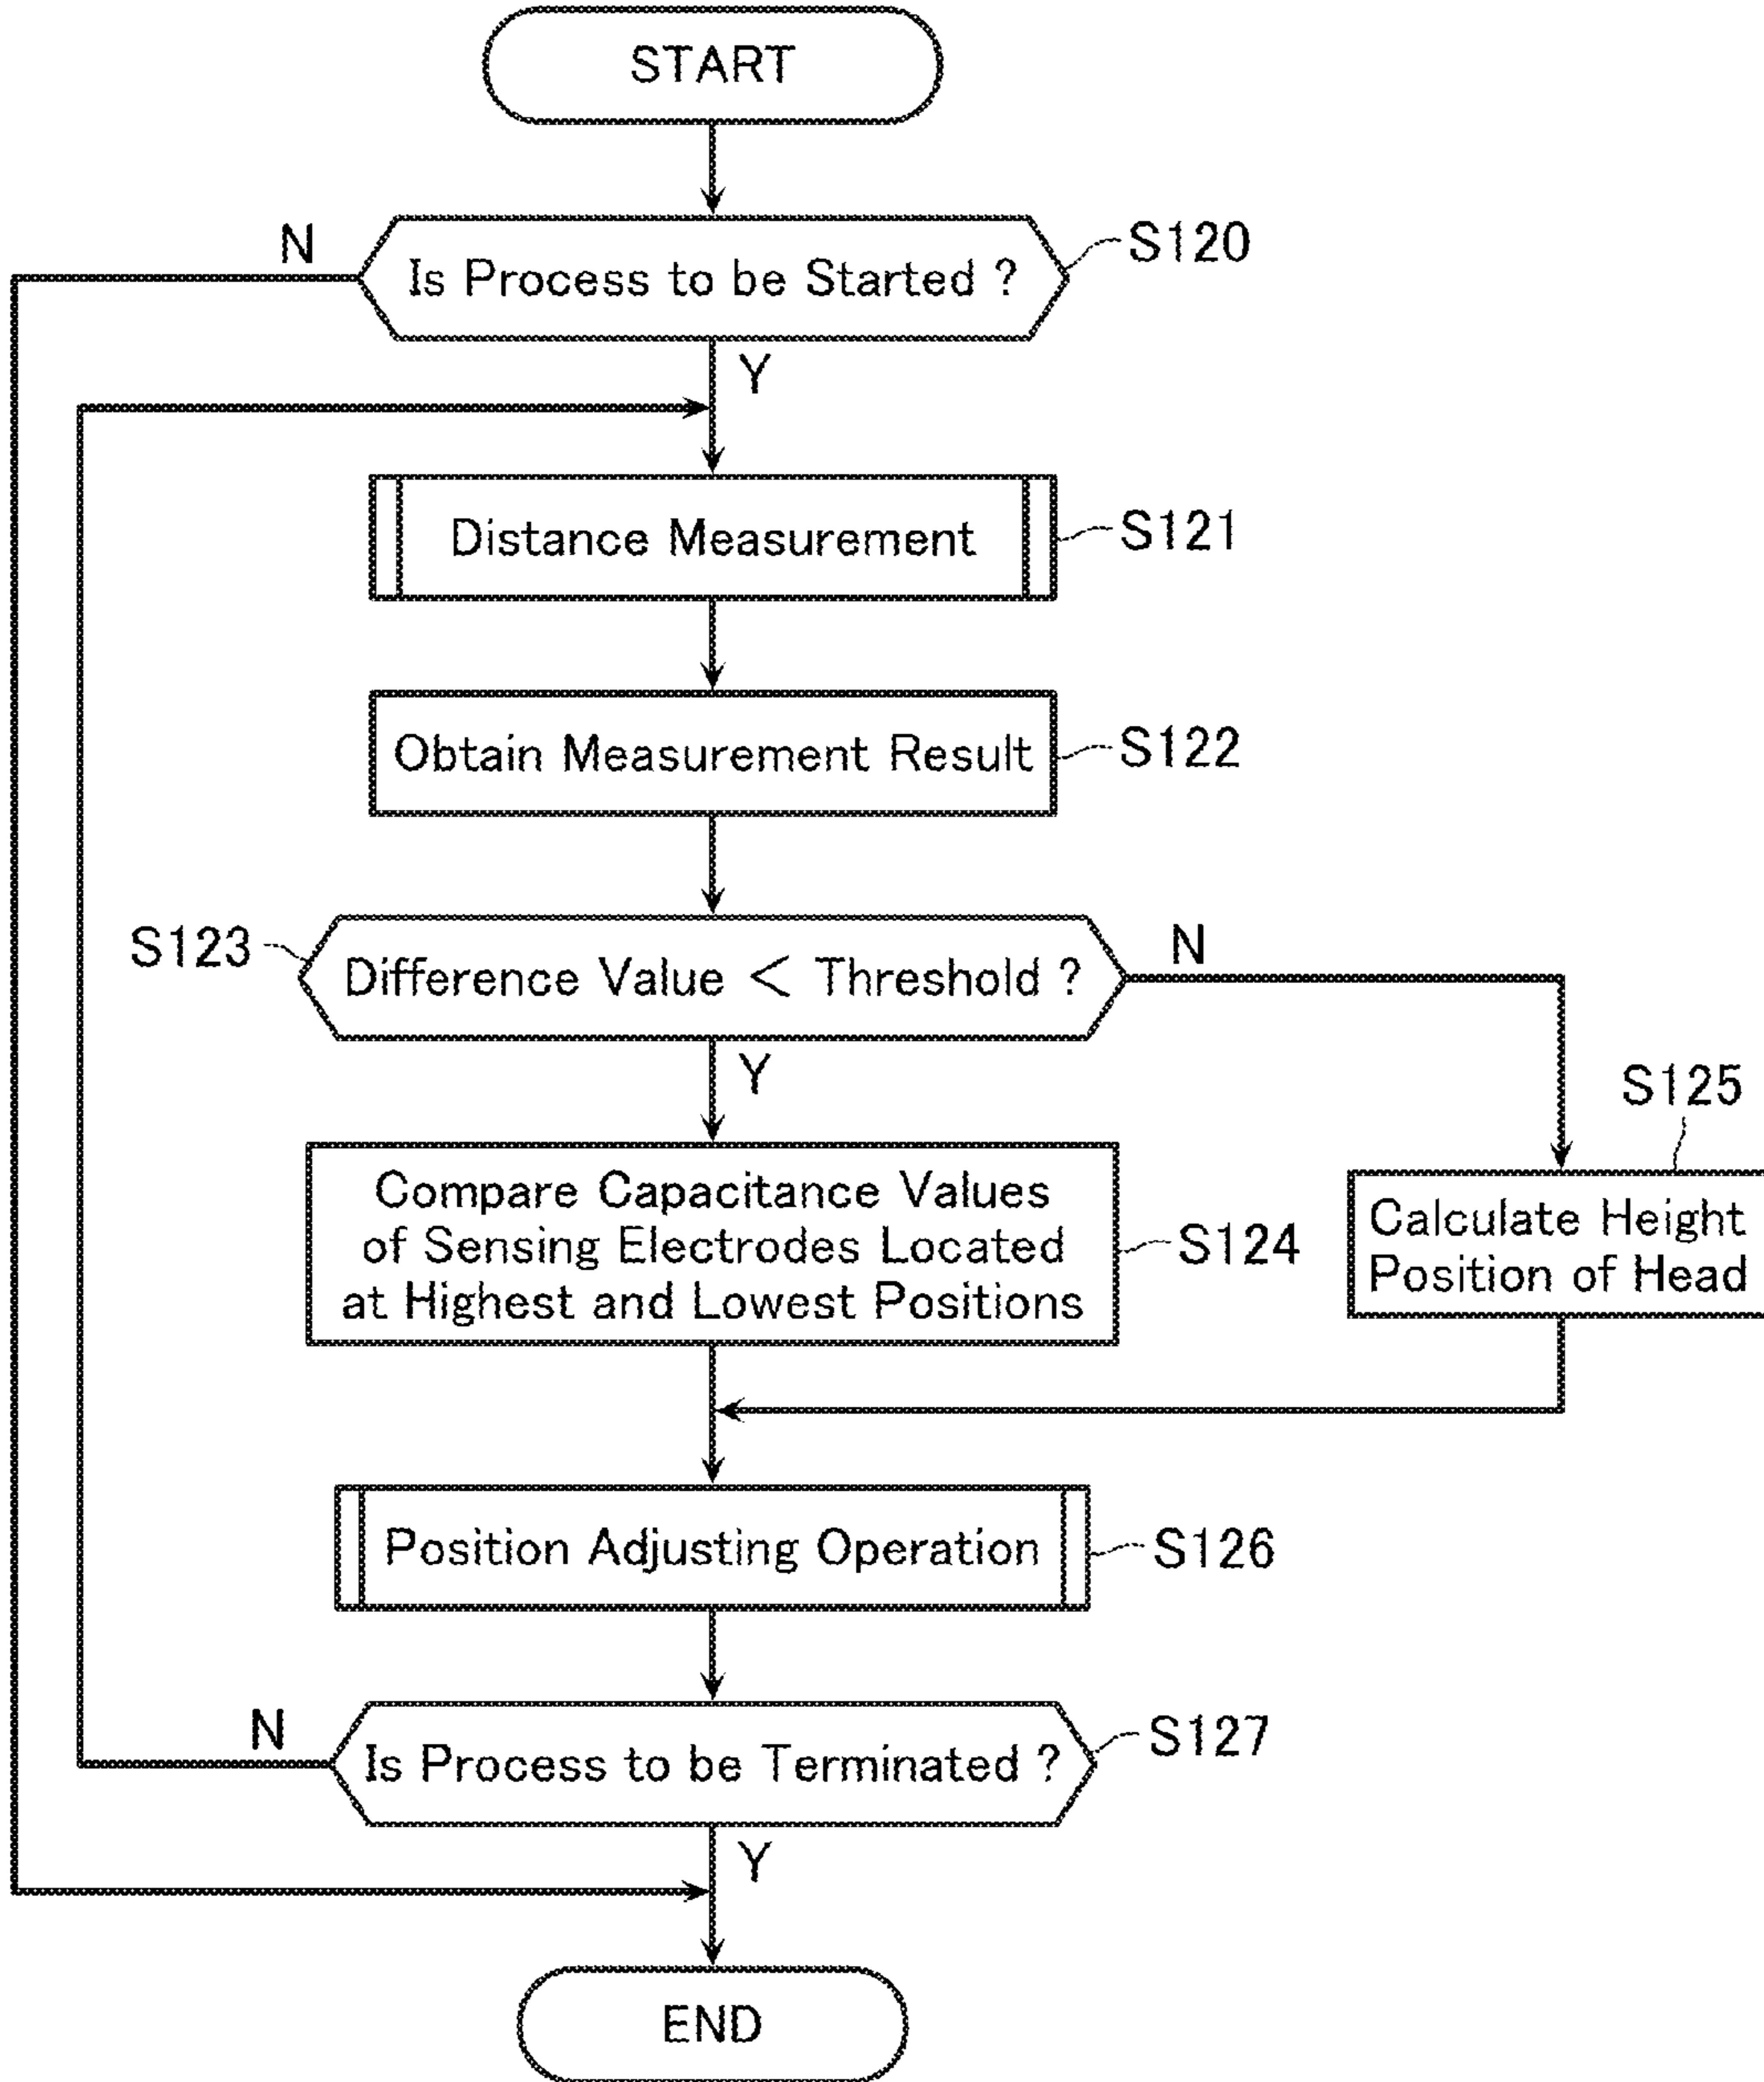 START
N
S120
Is Process to be Started ?
Y
Distance Measurement
S121
Obtain Measurement Result
S122
S123
Difference Value < Threshold ?
N
Y
S125
Compare Capacitance Values
of Sensing Electrodes Located
at Highest and Lowest Positions
S124
Calculate Height
Position of Head
Position Adjusting Operation
S126
N
S127
Is Process to be Terminated ?
Y
END